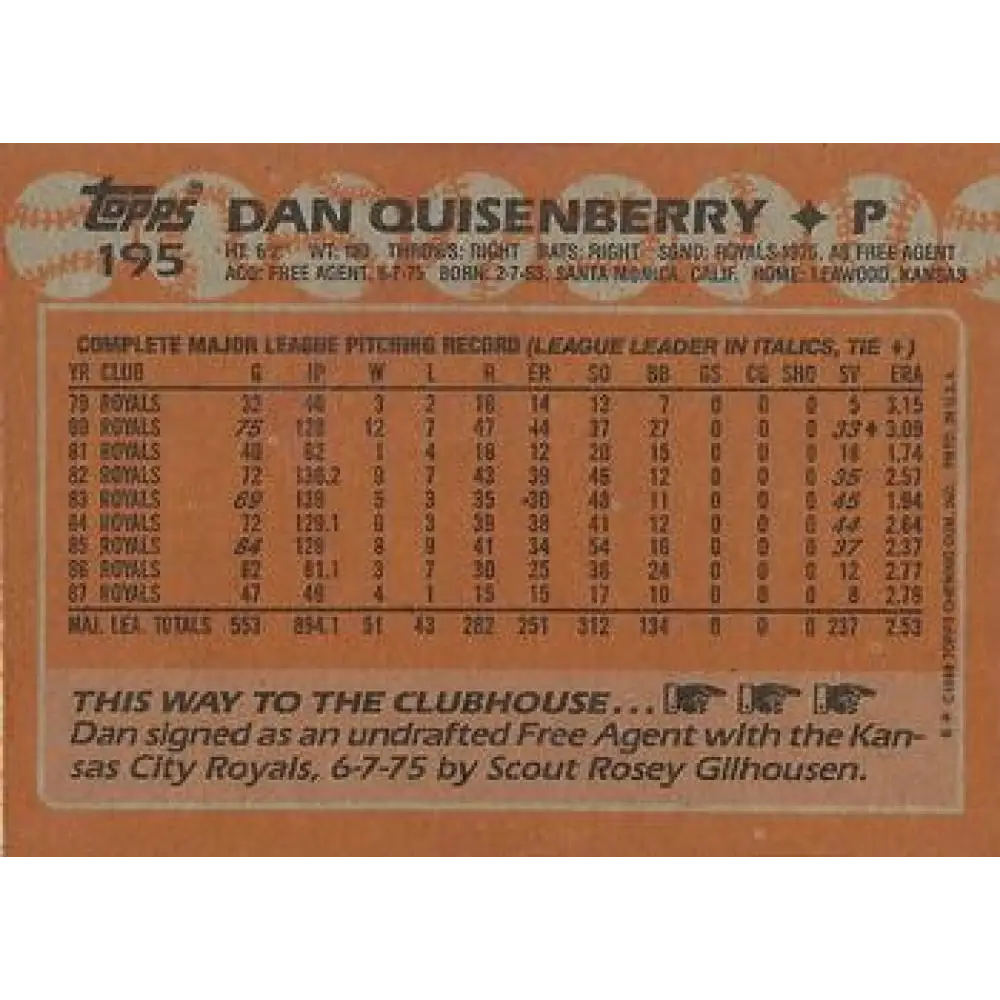 Topps
195
DAN QUISENBERRY ✦ P
HT: 6'2" WT: 180 THROWS: RIGHT BATS: RIGHT SGND: ROYALS-1975, AS FREE AGENT
ACQ: FREE AGENT, 6-7-75 BORN: 2-7-53, SANTA MONICA, CALIF. HOME: LEAWOOD, KANSAS
COMPLETE MAJOR LEAGUE PITCHING RECORD (LEAGUE LEADER IN ITALICS, TIE +)
YR CLUB G IP W L R ER SO BB GS CG SHO SV ERA
79 ROYALS 32 40 3 2 16 14 13 7 0 0 0 5 3.15
80 ROYALS 75 128 12 7 47 44 37 27 0 0 0 33+ 3.09
81 ROYALS 40 62 1 4 18 12 20 15 0 0 0 18 1.74
82 ROYALS 72 136.2 9 7 43 39 46 12 0 0 0 35 2.57
83 ROYALS 69 139 5 3 35 30 48 11 0 0 0 45 1.94
84 ROYALS 72 129.1 6 3 39 38 41 12 0 0 0 44 2.64
85 ROYALS 84 129 8 9 41 34 54 16 0 0 0 37 2.37
86 ROYALS 62 81.1 3 7 30 25 36 24 0 0 0 12 2.77
87 ROYALS 47 49 4 1 15 15 17 10 0 0 0 8 2.76
MAJ. LEA. TOTALS 553 894.1 51 43 282 251 312 134 0 0 0 237 2.53
THIS WAY TO THE CLUBHOUSE...
Dan signed as an undrafted Free Agent with the Kan-
sas City Royals, 6-7-75 by Scout Rosey Gilhousen.